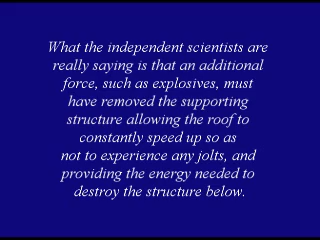 What the independent scientists are
really saying is that an additional
force, such as explosives, must
have removed the supporting
structure allowing the roof to
constantly speed up so as
not to experience any jolts, and
providing the energy needed to
destroy the structure below.